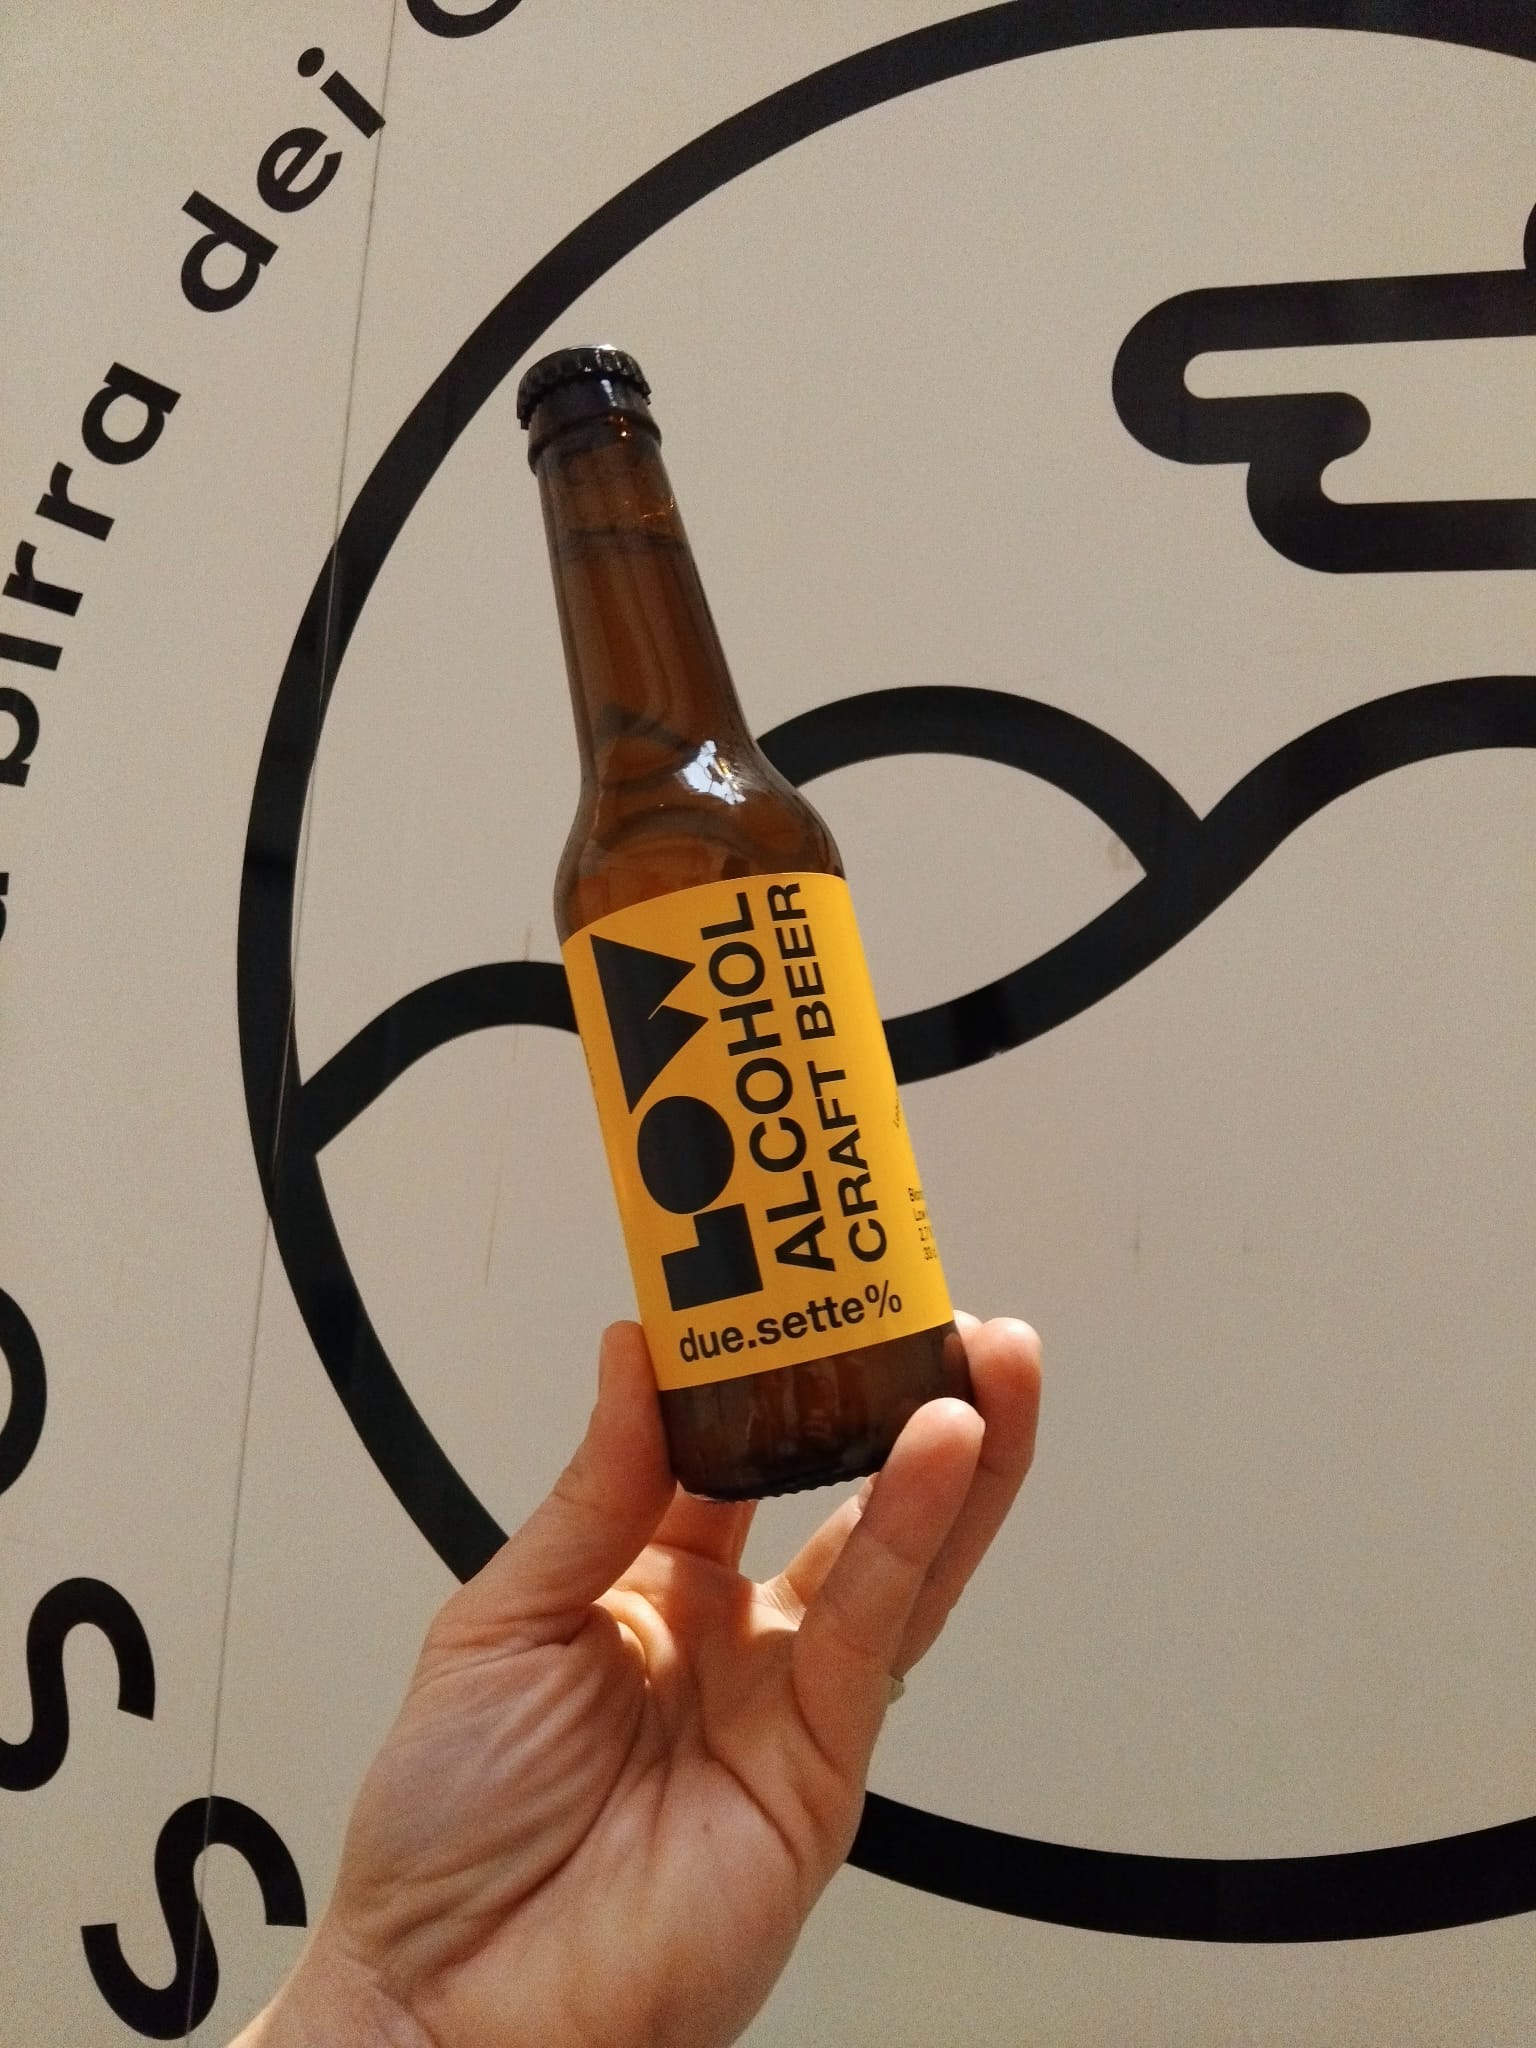 birra dei
LOW
ALCOHOL
CRAFT BEER
due.sette%